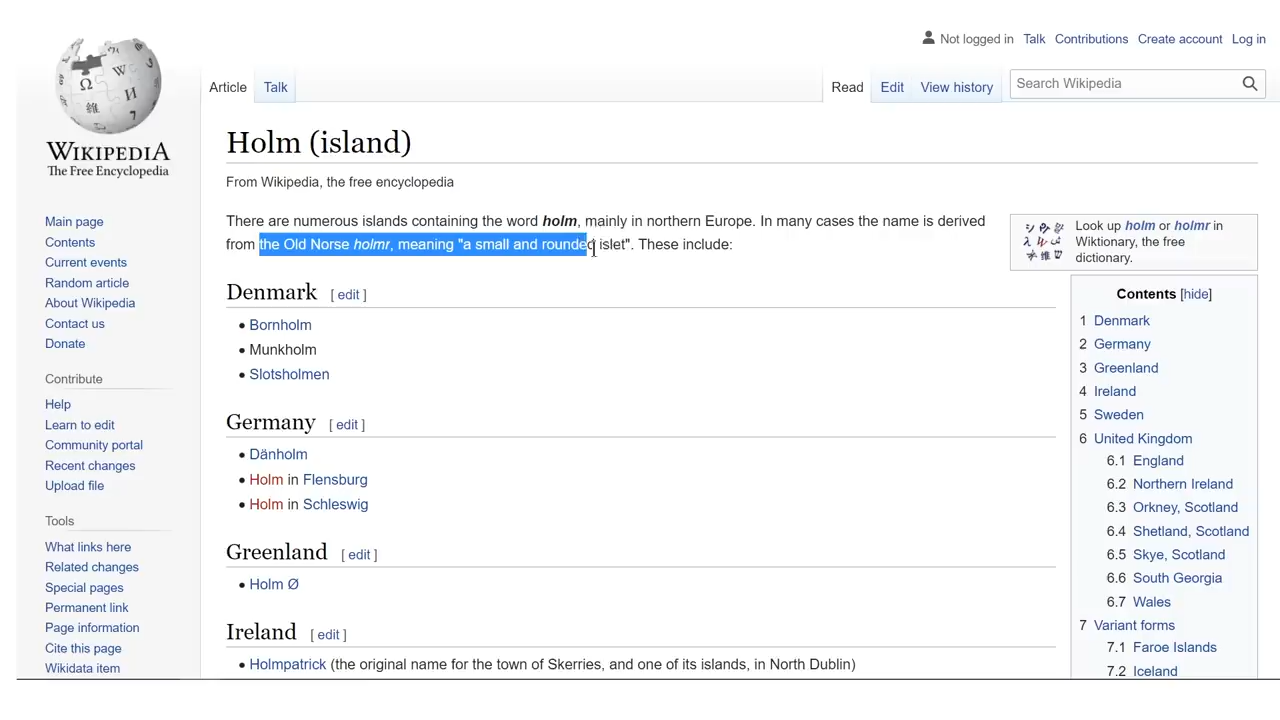 Not logged in Talk Contributions Create account Log in
Article Talk Read Edit View history Search Wikipedia
WIKIPEDIA
The Free Encyclopedia
Main page
Contents
Current events
Random article
About Wikipedia
Contact us
Donate
Contribute
Help
Learn to edit
Community portal
Recent changes
Upload file
Tools
What links here
Related changes
Special pages
Permanent link
Page information
Cite this page
Wikidata item
Holm (island)
From Wikipedia, the free encyclopedia
There are numerous islands containing the word holm, mainly in northern Europe. In many cases the name is derived
from the Old Norse holmr, meaning "a small and rounded islet". These include:
Denmark [ edit ]
• Bornholm
• Munkholm
• Slotsholmen
Germany [ edit ]
• Dänholm
• Holm in Flensburg
• Holm in Schleswig
Greenland [ edit ]
• Holm Ø
Ireland [ edit ]
• Holmpatrick (the original name for the town of Skerries, and one of its islands, in North Dublin)
Look up holm or holmr in
Wiktionary, the free
dictionary.
Contents [hide]
1 Denmark
2 Germany
3 Greenland
4 Ireland
5 Sweden
6 United Kingdom
6.1 England
6.2 Northern Ireland
6.3 Orkney, Scotland
6.4 Shetland, Scotland
6.5 Skye, Scotland
6.6 South Georgia
6.7 Wales
7 Variant forms
7.1 Faroe Islands
7.2 Iceland